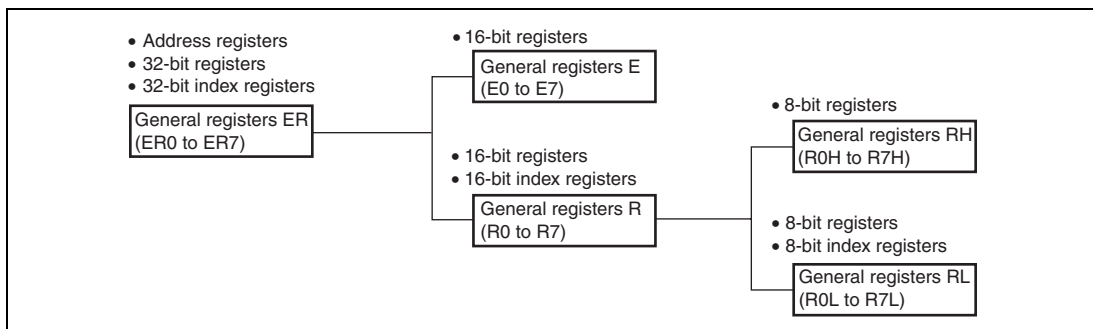 • Address registers
• 32-bit registers
• 32-bit index registers
General registers ER
(ER0 to ER7)
• 16-bit registers
General registers E
(E0 to E7)
• 16-bit registers
• 16-bit index registers
General registers R
(R0 to R7)
• 8-bit registers
General registers RH
(R0H to R7H)
• 8-bit registers
• 8-bit index registers
General registers RL
(R0L to R7L)